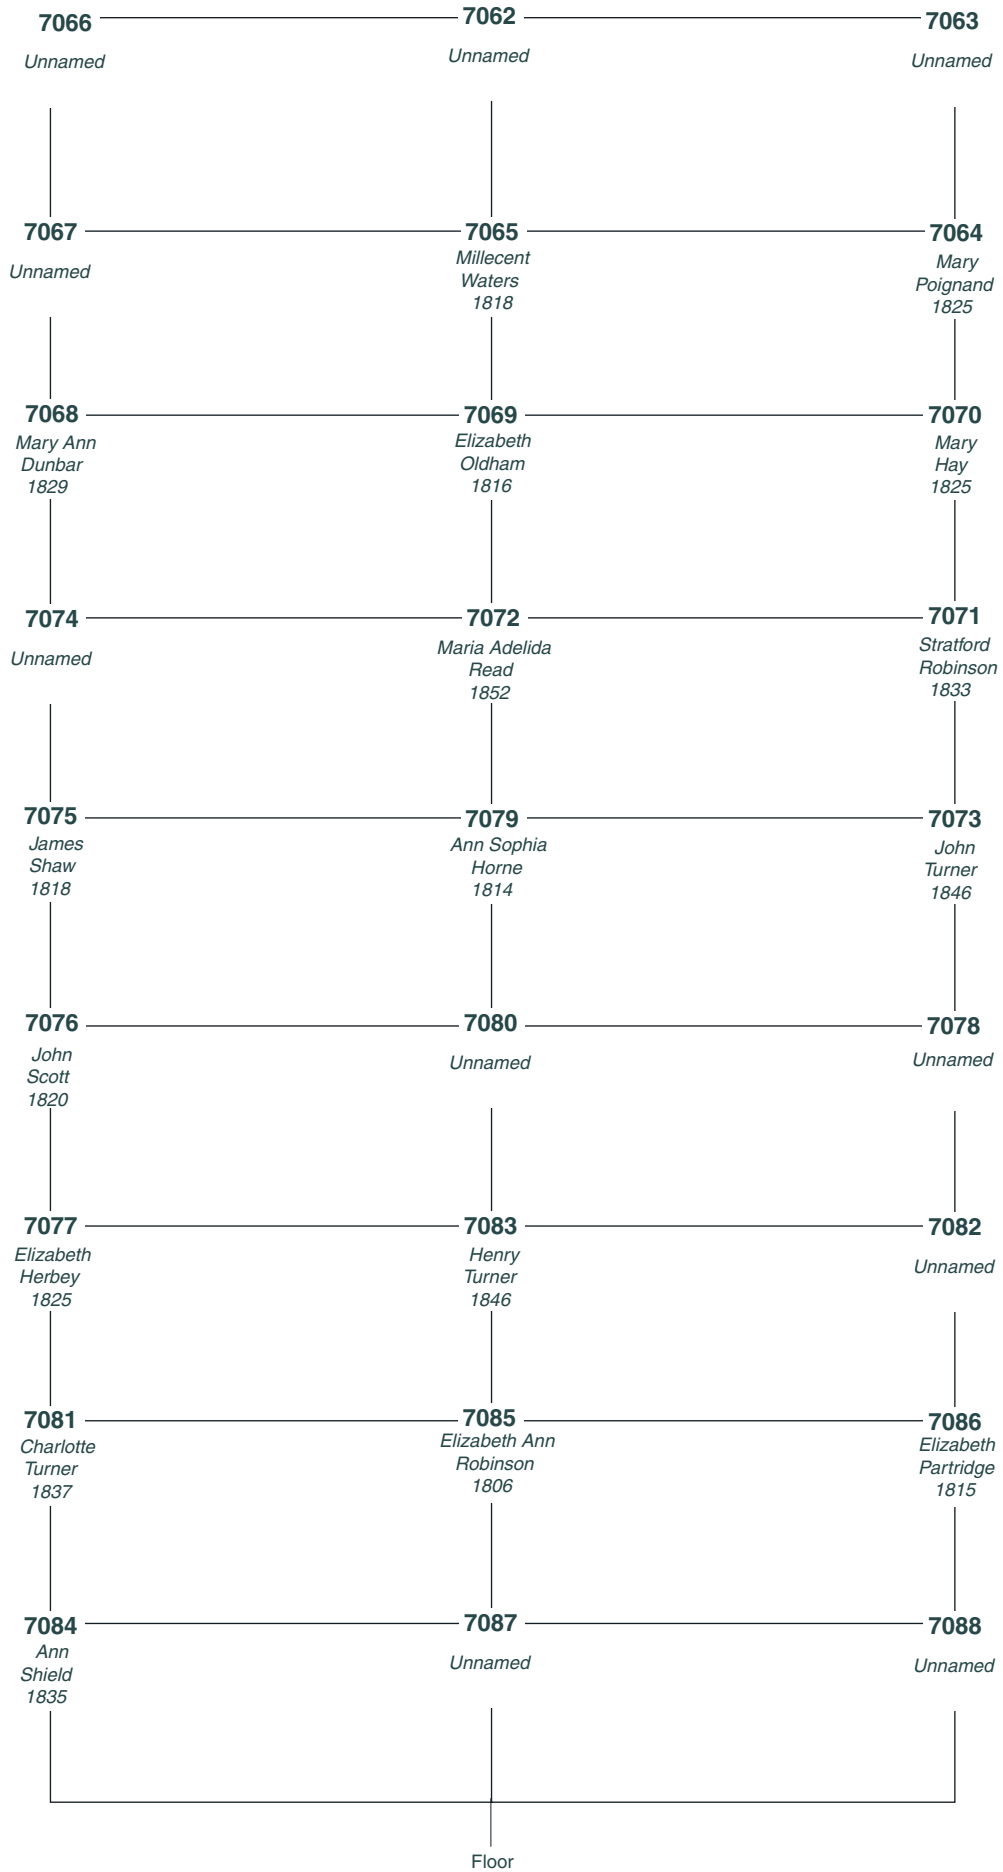 7066
Unnamed
7062
Unnamed
7063
Unnamed
7067
Unnamed
7065
Millecent
Waters
1818
7064
Mary
Poignand
1825
7068
Mary Ann
Dunbar
1829
7069
Elizabeth
Oldham
1816
7070
Mary
Hay
1825
7074
Unnamed
7072
Maria Adelida
Read
1852
7071
Stratford
Robinson
1833
7075
James
Shaw
1818
7079
Ann Sophia
Horne
1814
7073
John
Turner
1846
7076
John
Scott
1820
7080
Unnamed
7078
Unnamed
7077
Elizabeth
Herbey
1825
7083
Henry
Turner
1846
7082
Unnamed
7081
Charlotte
Turner
1837
7085
Elizabeth Ann
Robinson
1806
7086
Elizabeth
Partridge
1815
7084
Ann
Shield
1835
7087
Unnamed
7088
Unnamed
Floor